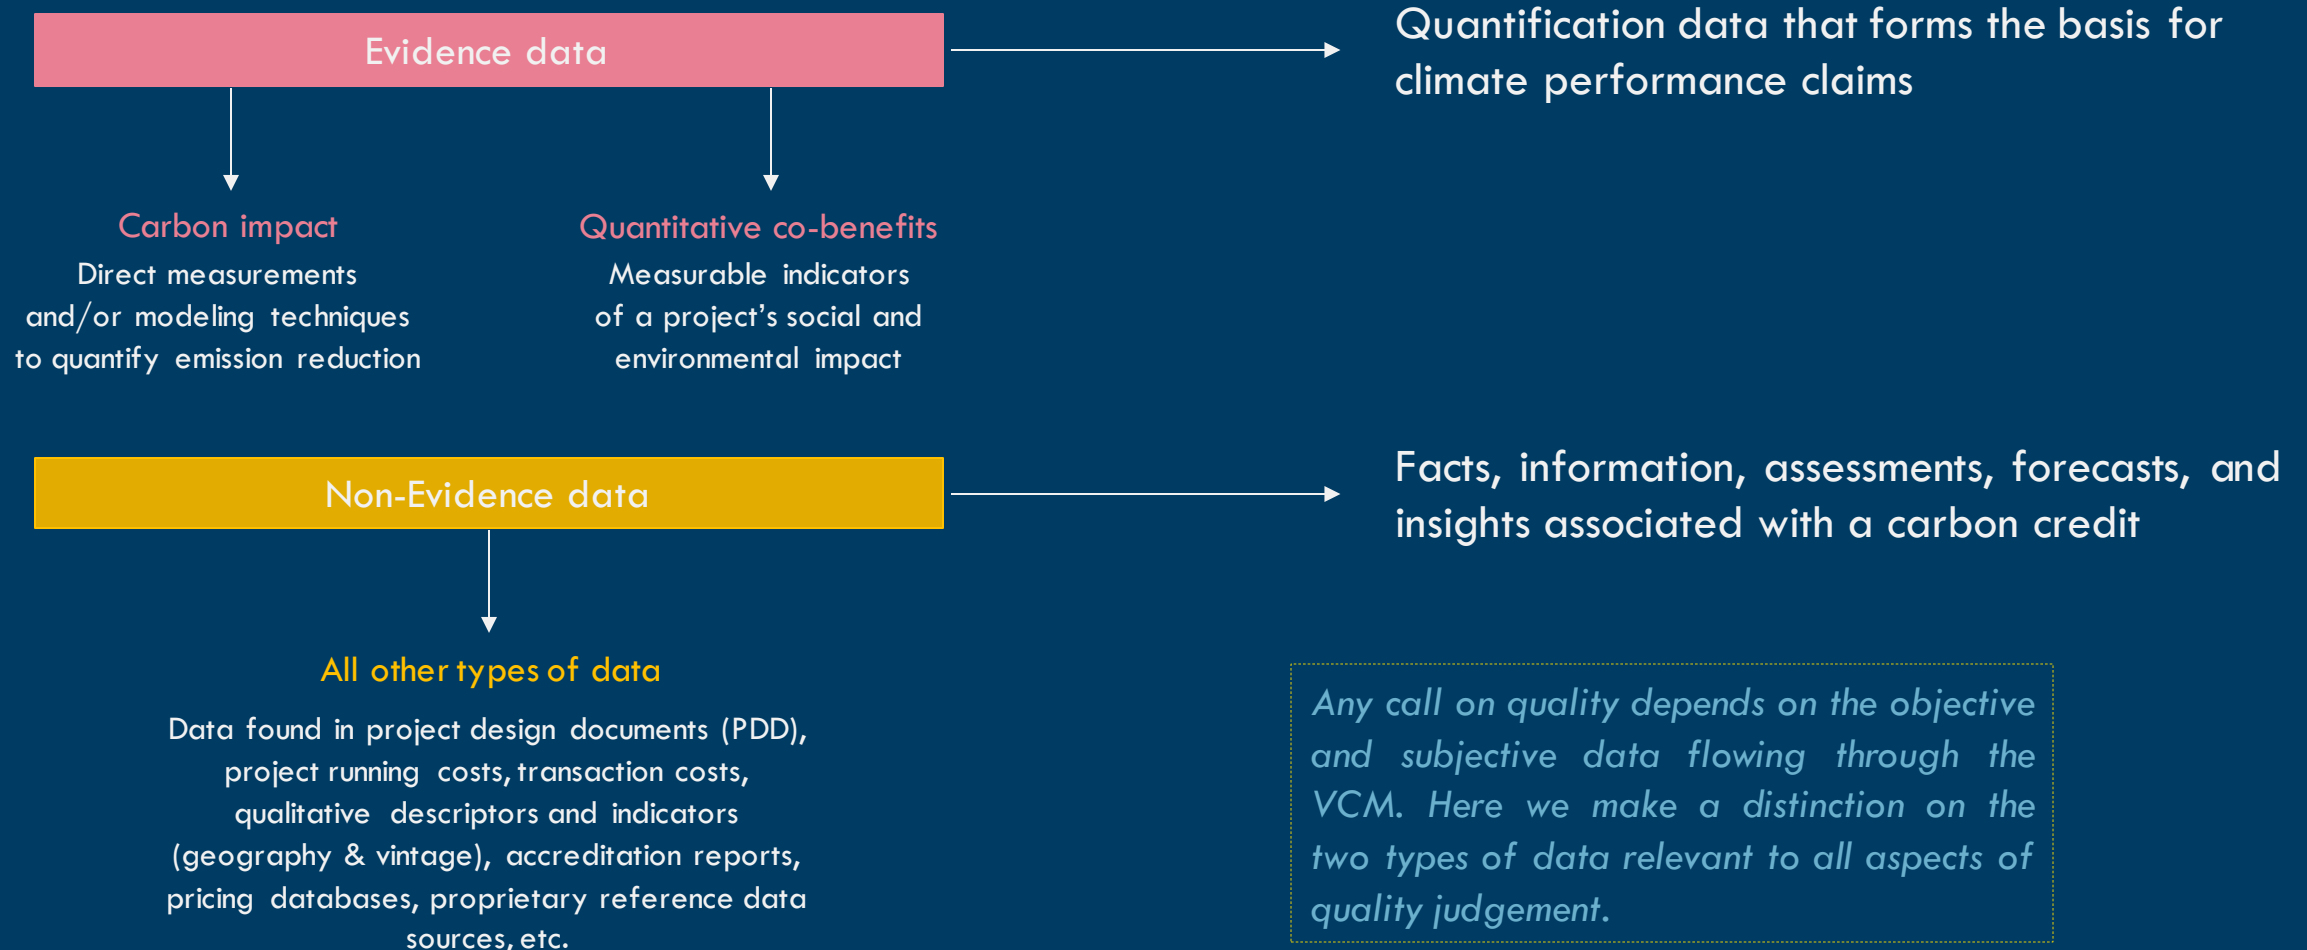 Evidence data
Quantification data that forms the basis for
climate performance claims
Carbon impact
Direct measurements
and/or modeling techniques
to quantify emission reduction
Quantitative co-benefits
Measurable indicators
of a project’s social and
environmental impact
Non-Evidence data
Facts, information, assessments, forecasts, and
insights associated with a carbon credit
All other types of data
Data found in project design documents (PDD),
project running costs, transaction costs,
qualitative descriptors and indicators
(geography & vintage), accreditation reports,
pricing databases, proprietary reference data
sources, etc.
Any call on quality depends on the objective
and subjective data flowing through the
VCM. Here we make a distinction on the
two types of data relevant to all aspects of
quality judgement.